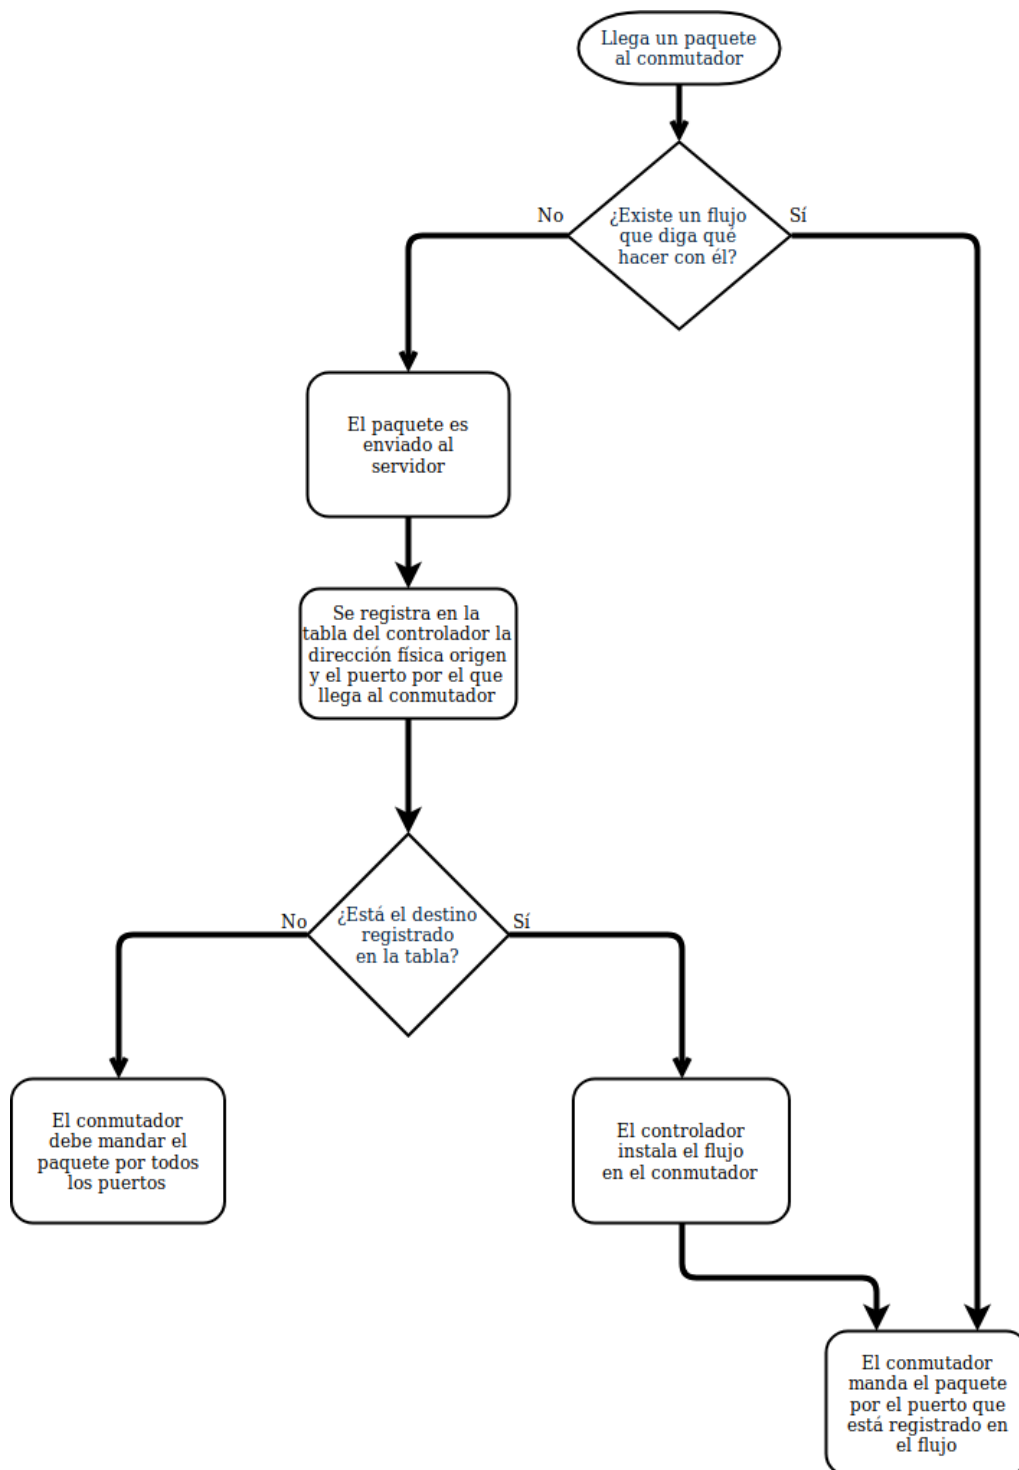 Llega un paquete
al conmutador
No
¿Existe un flujo
que diga qué
hacer con él?
Sí
El paquete es
enviado al
servidor
Se registra en la
tabla del controlador la
dirección física origen
y el puerto por el que
llega al conmutador
No
¿Está el destino
registrado
en la tabla?
Sí
El conmutador
debe mandar el
paquete por todos
los puertos
El controlador
instala el flujo
en el conmutador
El conmutador
manda el paquete
por el puerto que
está registrado en
el flujo